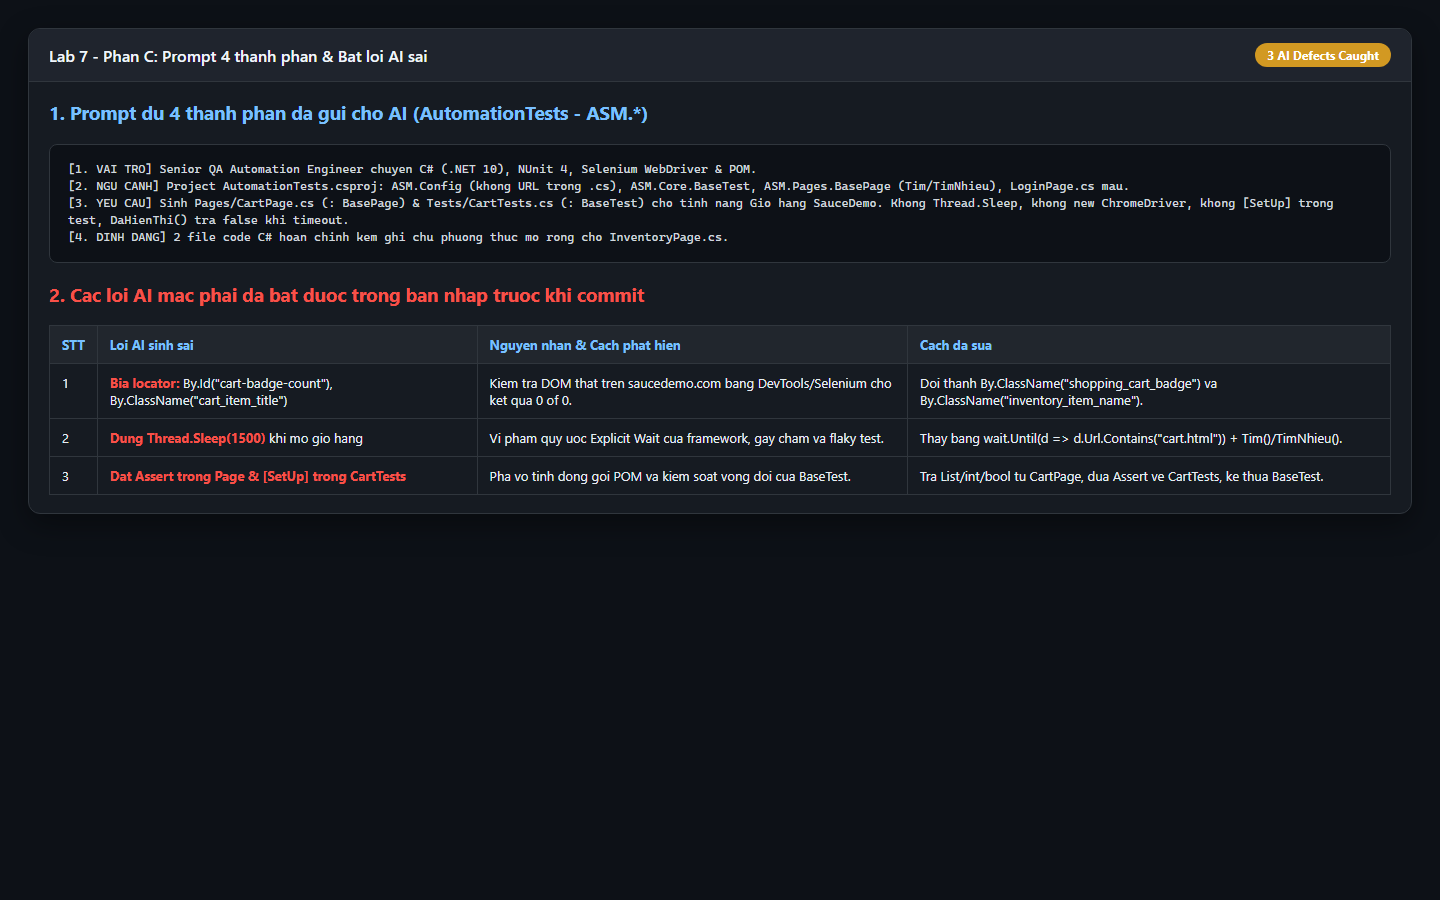 Lab 7 - Phan C: Prompt 4 thanh phan & Bat loi AI sai
3 AI Defects Caught
1. Prompt du 4 thanh phan da gui cho AI (AutomationTests - ASM.*)
[1. VAI TRO] Senior QA Automation Engineer chuyen C# (.NET 10), NUnit 4, Selenium WebDriver & POM.
[2. NGU CANH] Project AutomationTests.csproj: ASM.Config (khong URL trong .cs), ASM.Core.BaseTest, ASM.Pages.BasePage (Tim/TimNhieu), LoginPage.cs mau.
[3. YEU CAU] Sinh Pages/CartPage.cs (: BasePage) & Tests/CartTests.cs (: BaseTest) cho tinh nang Gio hang SauceDemo. Khong Thread.Sleep, khong new ChromeDriver, khong [SetUp] trong
test, DaHienThi() tra false khi timeout.
[4. DINH DANG] 2 file code C# hoan chinh kem ghi chu phuong thuc mo rong cho InventoryPage.cs.
2. Cac loi AI mac phai da bat duoc trong ban nhap truoc khi commit
STT Loi AI sinh sai Nguyen nhan & Cach phat hien Cach da sua
1 Bia locator: By.Id("cart-badge-count"), Kiem tra DOM that tren saucedemo.com bang DevTools/Selenium cho Doi thanh By.ClassName("shopping_cart_badge") va
By.ClassName("cart_item_title") ket qua 0 of 0. By.ClassName("inventory_item_name").
2 Dung Thread.Sleep(1500) khi mo gio hang Vi pham quy uoc Explicit Wait cua framework, gay cham va flaky test. Thay bang wait.Until(d => d.Url.Contains("cart.html")) + Tim()/TimNhieu().
3 Dat Assert trong Page & [SetUp] trong CartTests Pha vo tinh dong goi POM va kiem soat vong doi cua BaseTest. Tra List/int/bool tu CartPage, dua Assert ve CartTests, ke thua BaseTest.